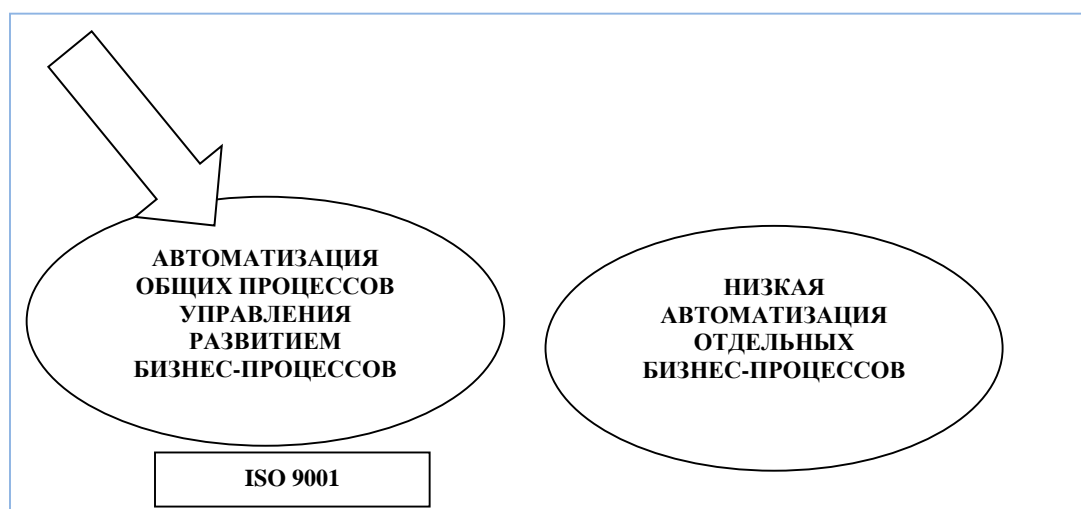 АВТОМАТИЗАЦИЯ
ОБЩИХ ПРОЦЕССОВ
УПРАВЛЕНИЯ
РАЗВИТИЕМ
БИЗНЕС-ПРОЦЕССОВ
ISO 9001
НИЗКАЯ
АВТОМАТИЗАЦИЯ
ОТДЕЛЬНЫХ
БИЗНЕС-ПРОЦЕССОВ